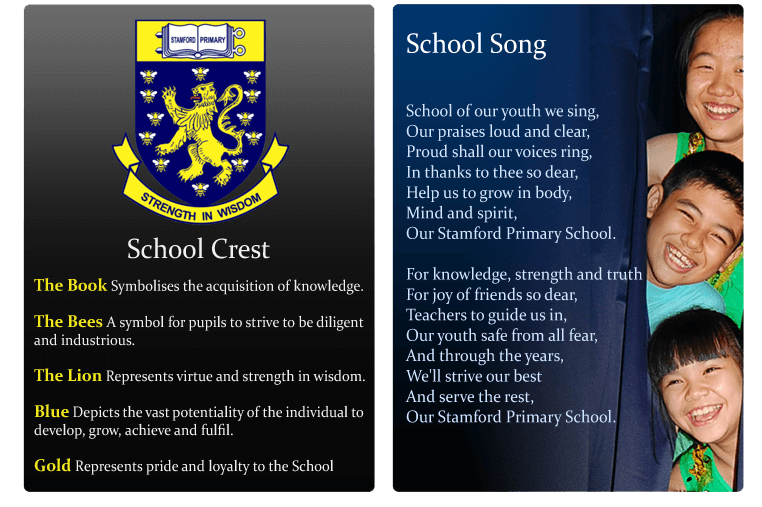 STAMFORD PRIMARY
STRENGTH IN WISDOM
School Crest
The Book Symbolises the acquisition of knowledge.
The Bees A symbol for pupils to strive to be diligent
and industrious.
The Lion Represents virtue and strength in wisdom.
Blue Depicts the vast potentiality of the individual to
develop, grow, achieve and fulfil.
Gold Represents pride and loyalty to the School
School Song
School of our youth we sing,
Our praises loud and clear,
Proud shall our voices ring,
In thanks to thee so dear,
Help us to grow in body,
Mind and spirit,
Our Stamford Primary School.
For knowledge, strength and truth
For joy of friends so dear,
Teachers to guide us in,
Our youth safe from all fear,
And through the years,
We'll strive our best
And serve the rest,
Our Stamford Primary School.